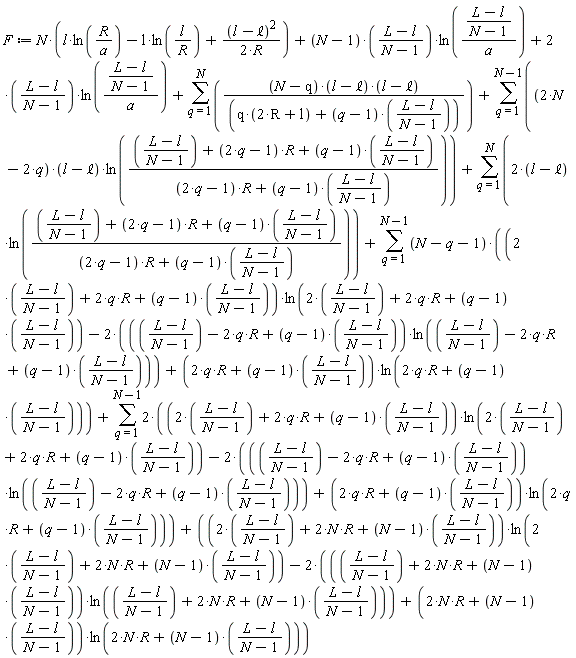 F := N·(l·ln(R/a) − 1·ln(l/R) + (l−ℓ)²/(2·R)) + (N−1)·((L−l)/(N−1))·ln(((L−l)/(N−1))/a) + 2
·((L−l)/(N−1))·ln(((L−l)/(N−1))/a) + ∑_{q=1}^{N} ((N−q)·(l−ℓ)·(l−ℓ)/(q·(2·R+1) + (q−1)·((L−l)/(N−1)))) + ∑_{q=1}^{N−1} ((2·N
− 2·q)·(l−ℓ)·ln((((L−l)/(N−1)) + (2·q−1)·R + (q−1)·((L−l)/(N−1)))/((2·q−1)·R + (q−1)·((L−l)/(N−1))))) + ∑_{q=1}^{N} (2·(l−ℓ)
·ln((((L−l)/(N−1)) + (2·q−1)·R + (q−1)·((L−l)/(N−1)))/((2·q−1)·R + (q−1)·((L−l)/(N−1))))) + ∑_{q=1}^{N−1} (N−q−1)·((2
·((L−l)/(N−1)) + 2·q·R + (q−1)·((L−l)/(N−1)))·ln(2·((L−l)/(N−1)) + 2·q·R + (q−1)
·((L−l)/(N−1))) − 2·((((L−l)/(N−1)) − 2·q·R + (q−1)·((L−l)/(N−1)))·ln(((L−l)/(N−1)) − 2·q·R
+ (q−1)·((L−l)/(N−1)))) + (2·q·R + (q−1)·((L−l)/(N−1)))·ln(2·q·R + (q−1)
·((L−l)/(N−1)))) + ∑_{q=1}^{N−1} 2·((2·((L−l)/(N−1)) + 2·q·R + (q−1)·((L−l)/(N−1)))·ln(2·((L−l)/(N−1))
+ 2·q·R + (q−1)·((L−l)/(N−1))) − 2·((((L−l)/(N−1)) − 2·q·R + (q−1)·((L−l)/(N−1)))
·ln(((L−l)/(N−1)) − 2·q·R + (q−1)·((L−l)/(N−1)))) + (2·q·R + (q−1)·((L−l)/(N−1)))·ln(2·q
·R + (q−1)·((L−l)/(N−1)))) + ((2·((L−l)/(N−1)) + 2·N·R + (N−1)·((L−l)/(N−1)))·ln(2
·((L−l)/(N−1)) + 2·N·R + (N−1)·((L−l)/(N−1))) − 2·((((L−l)/(N−1)) + 2·N·R + (N−1)
·((L−l)/(N−1)))·ln(((L−l)/(N−1)) + 2·N·R + (N−1)·((L−l)/(N−1)))) + (2·N·R + (N−1)
·((L−l)/(N−1)))·ln(2·N·R + (N−1)·((L−l)/(N−1))))